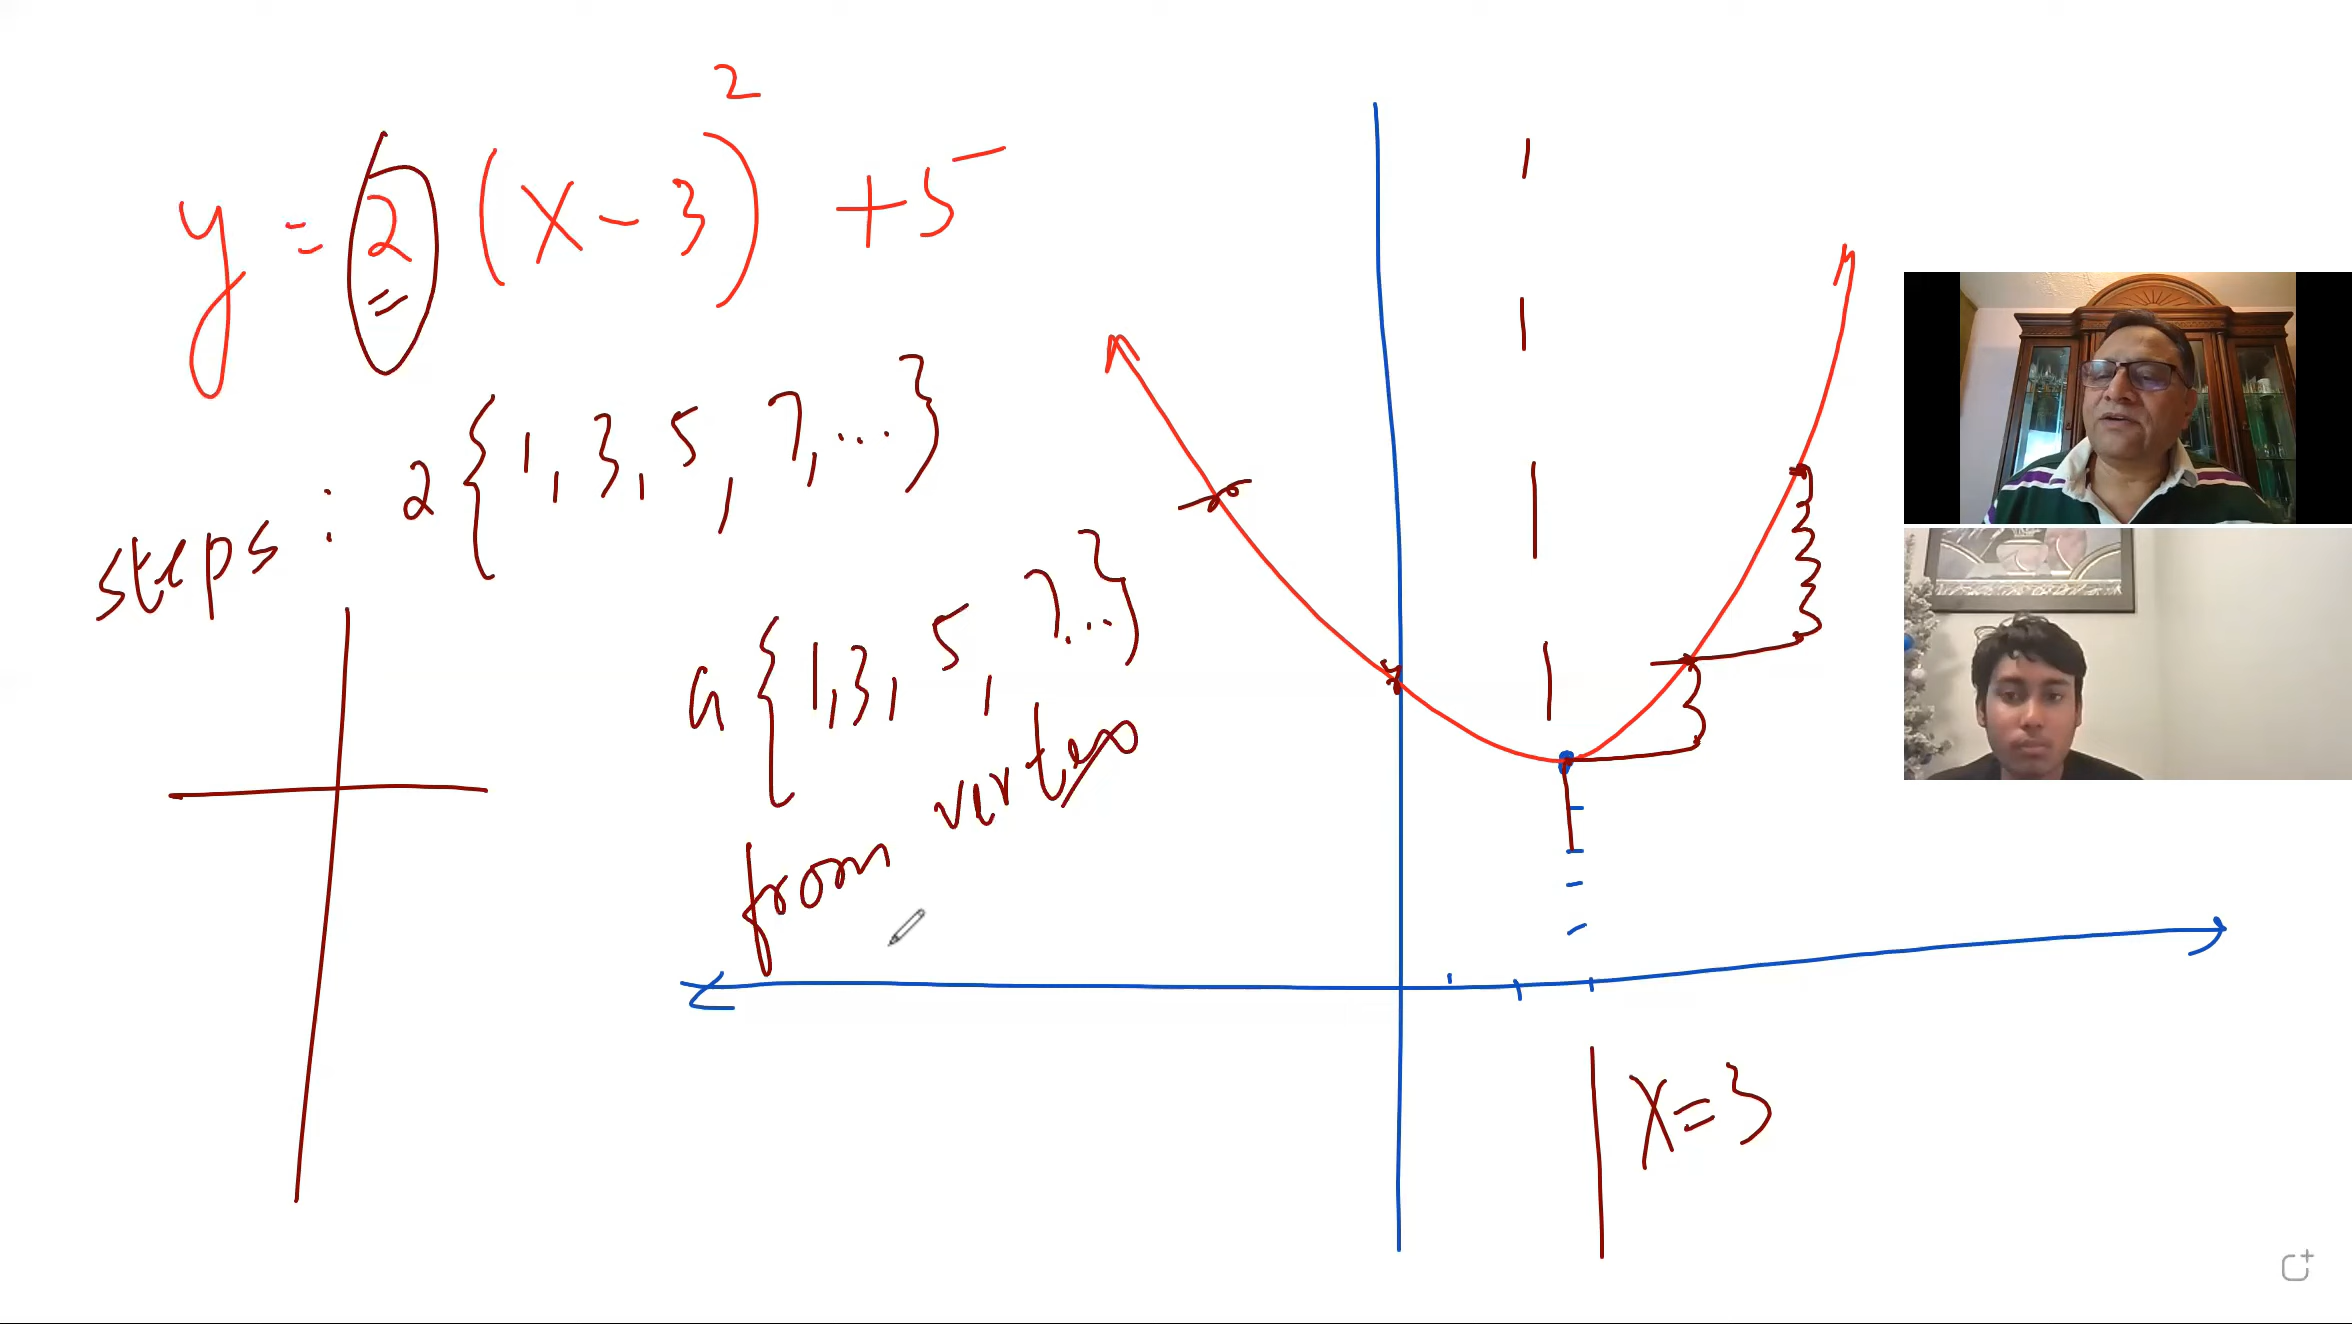 y = 2 (x - 3)² + 5
steps : 2 { 1, 3, 5, 7, ... }
a { 1, 3, 5, 7... }
from vertex
x = 3